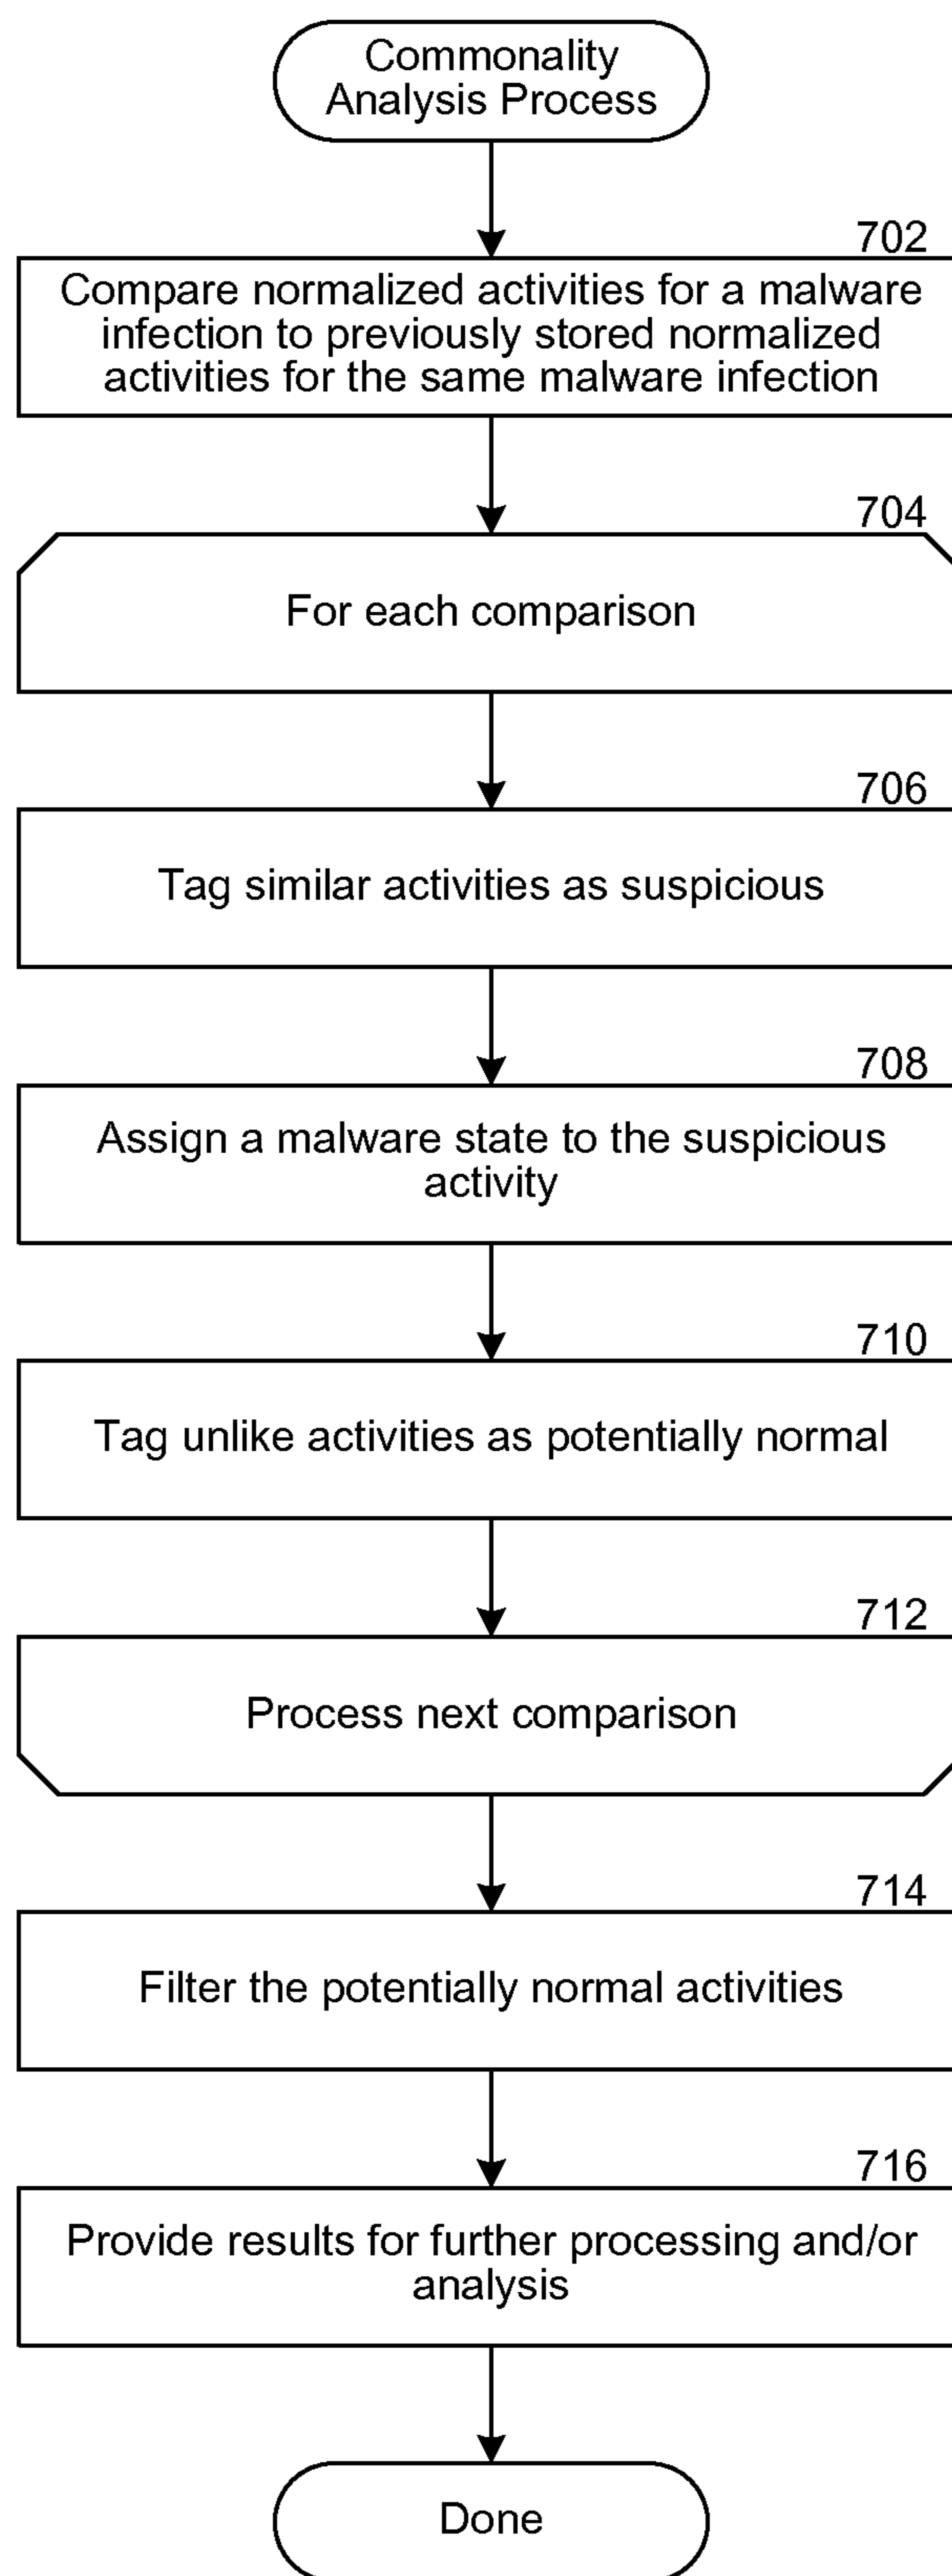 Commonality
Analysis Process
702
Compare normalized activities for a malware
infection to previously stored normalized
activities for the same malware infection
704
For each comparison
706
Tag similar activities as suspicious
708
Assign a malware state to the suspicious
activity
710
Tag unlike activities as potentially normal
712
Process next comparison
714
Filter the potentially normal activities
716
Provide results for further processing and/or
analysis
Done